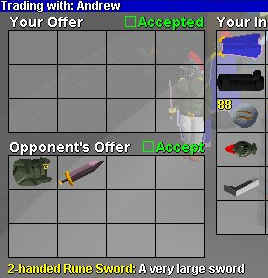 Trading with: Andrew
Your Offer
Accepted
Your In
88
Opponent's Offer
Accept
2-handed Rune Sword: A very large sword